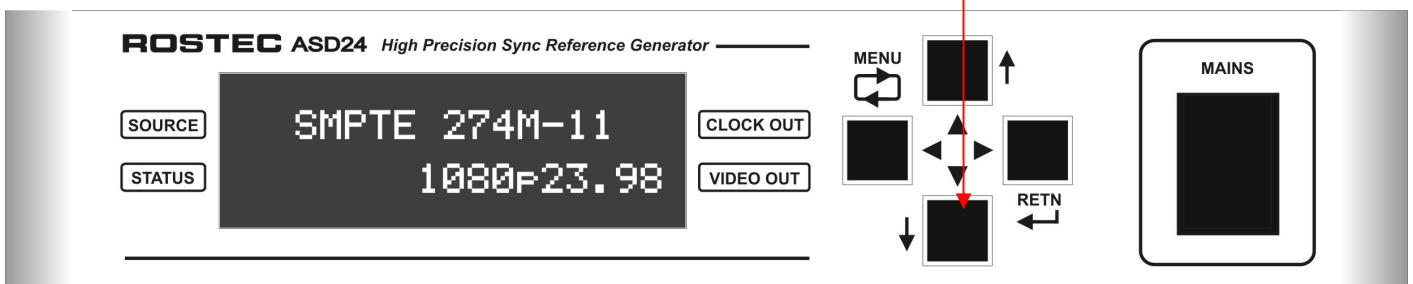 ROSTEC ASD24 High Precision Sync Reference Generator
SOURCE
STATUS
SMPTE 274M-11
1080p23.98
CLOCK OUT
VIDEO OUT
MENU
RETN
MAINS